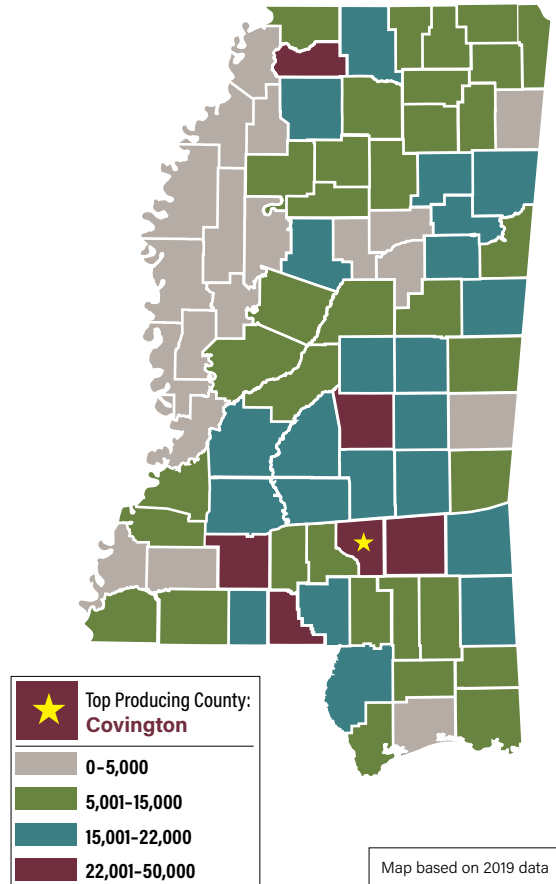 Top Producing County:
Covington
0-5,000
5,001-15,000
15,001-22,000
22,001-50,000
Map based on 2019 data